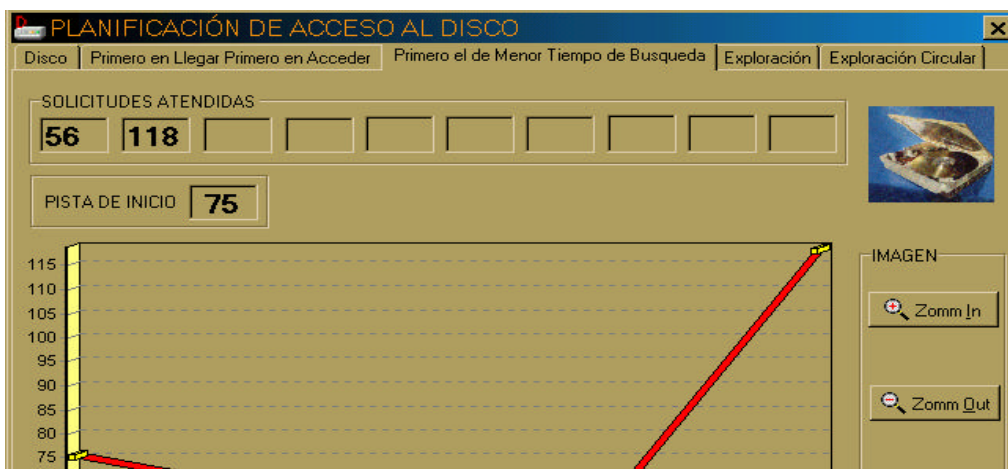 PLANIFICACIÓN DE ACCESO AL DISCO
Disco Primero en Llegar Primero en Acceder Primero el de Menor Tiempo de Busqueda Exploración Exploración Circular
SOLICITUDES ATENDIDAS
56 118
PISTA DE INICIO 75
115
110
105
100
95
90
85
80
75
IMAGEN
Zomm In
Zomm Out